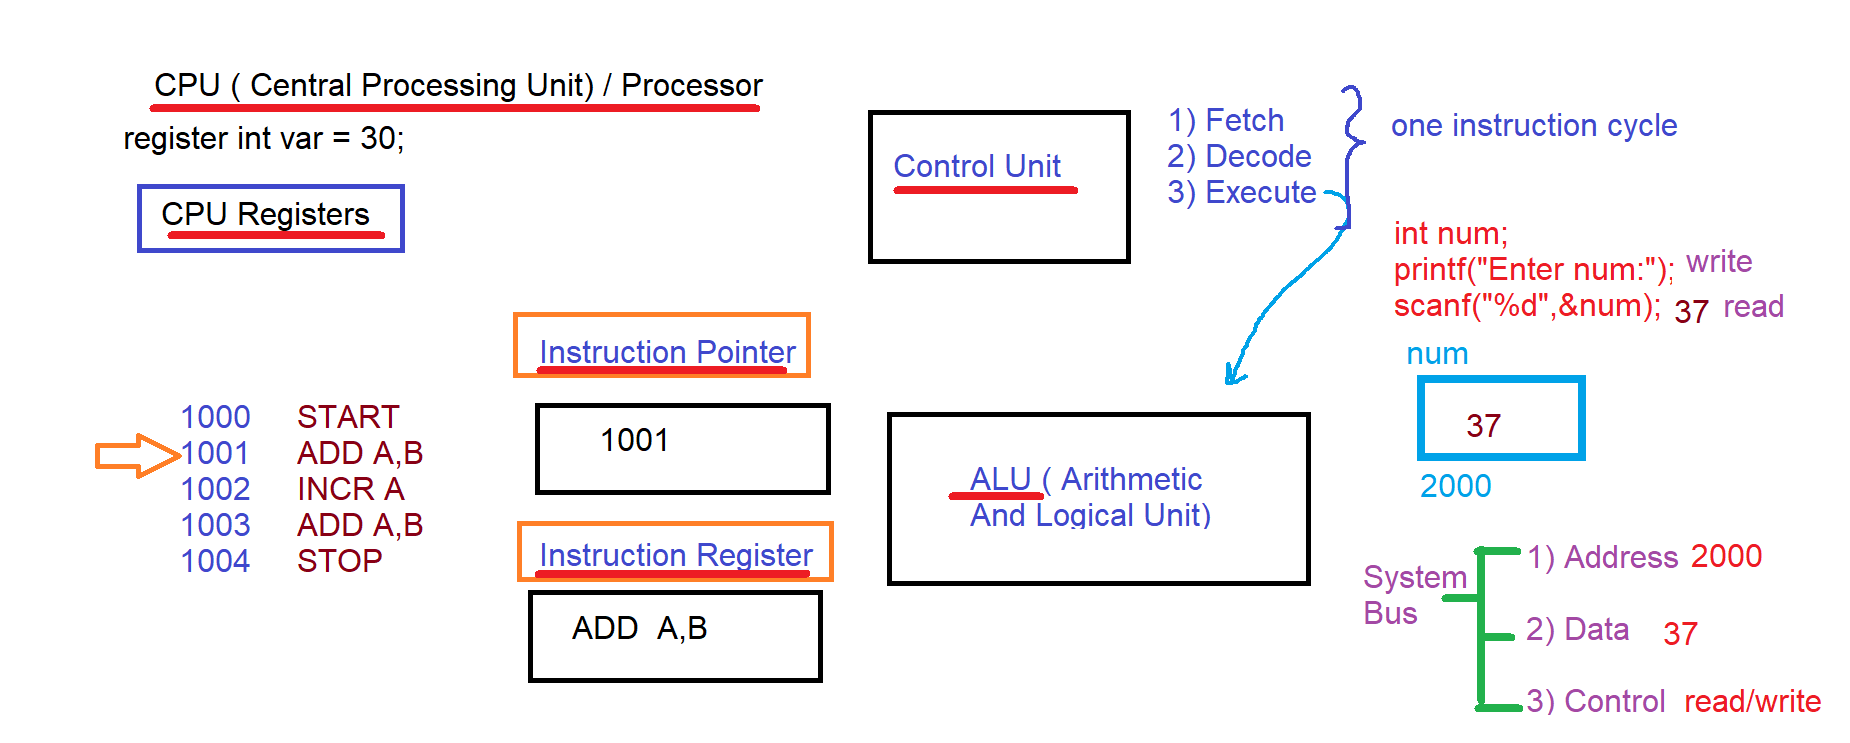 CPU ( Central Processing Unit) / Processor
register int var = 30;
CPU Registers
Control Unit
1) Fetch
2) Decode
3) Execute
one instruction cycle
int num;
printf("Enter num:"); write
scanf("%d",&num); 37 read
num
37
2000
Instruction Pointer
1001
1000 START
1001 ADD A,B
1002 INCR A
1003 ADD A,B
1004 STOP
Instruction Register
ADD A,B
ALU ( Arithmetic
And Logical Unit)
System
Bus
1) Address 2000
2) Data 37
3) Control read/write